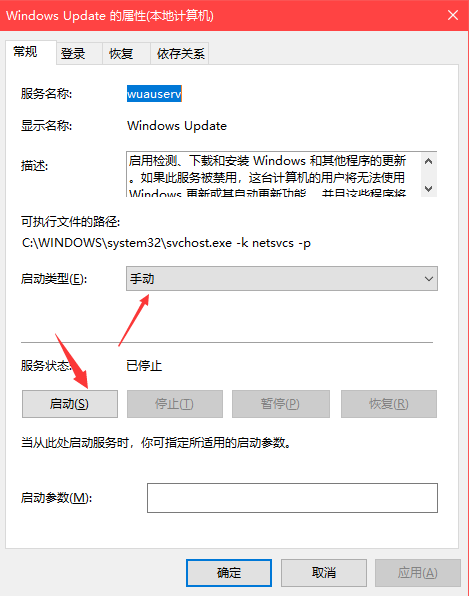 Windows Update 的属性(本地计算机)
常规 登录 恢复 依存关系
服务名称: wuauserv
显示名称: Windows Update
描述: 启用检测、下载和安装 Windows 和其他程序的更新
。如果此服务被禁用，这台计算机的用户将无法使用
Windows 更新或其自动更新功能，并且这些程序将
可执行文件的路径:
C:\WINDOWS\system32\svchost.exe -k netsvcs -p
启动类型(E): 手动
服务状态: 已停止
启动(S) 停止(T) 暂停(P) 恢复(R)
当从此处启动服务时，你可指定所适用的启动参数。
启动参数(M):
确定 取消 应用(A)